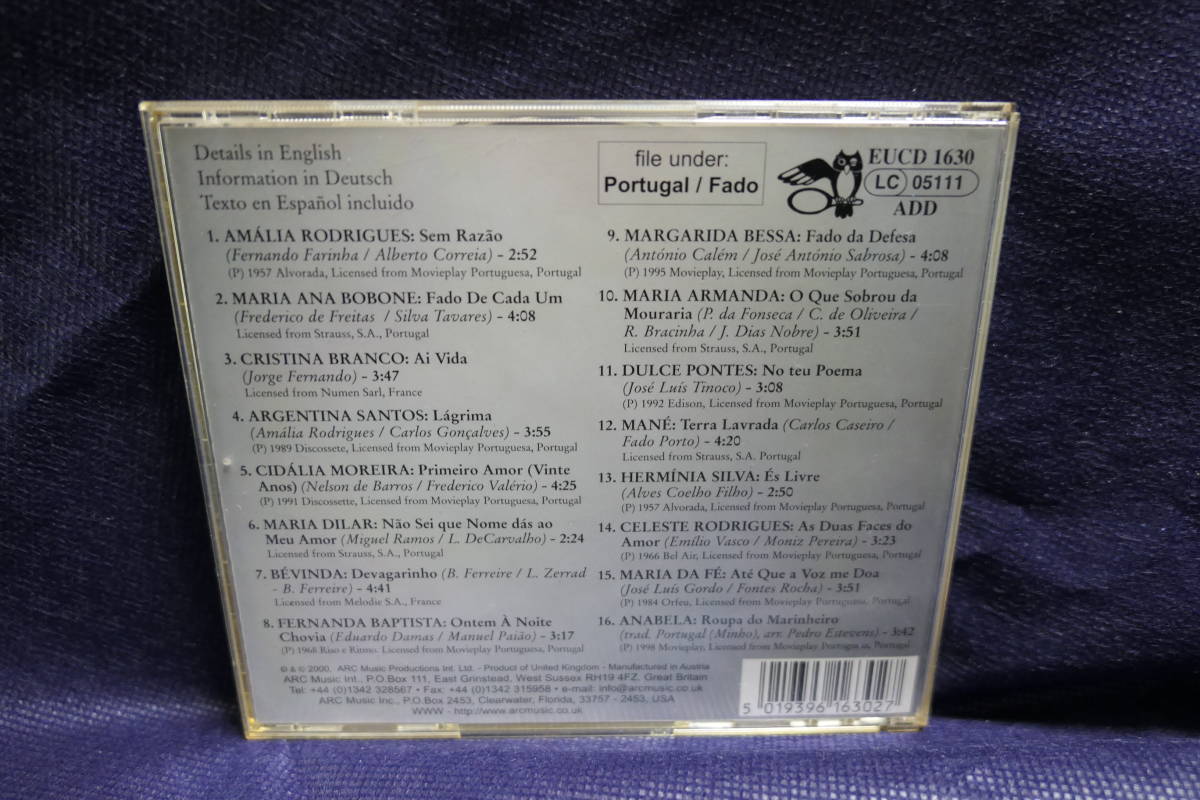 Details in English
Information in Deutsch
Texto en Español incluido
file under:
Portugal / Fado
EUCD 1630
LC 05111
ADD
1. AMÁLIA RODRIGUES: Sem Razão
(Fernando Farinha / Alberto Correia) - 2:52
(P) 1957 Alvorada, Licensed from Movieplay Portuguesa, Portugal
2. MARIA ANA BOBONE: Fado De Cada Um
(Frederico de Freitas / Silva Tavares) - 4:08
Licensed from Strauss, S.A., Portugal
3. CRISTINA BRANCO: Ai Vida
(Jorge Fernando) - 3:47
Licensed from Numen Sarl, France
4. ARGENTINA SANTOS: Lágrima
(Amália Rodrigues / Carlos Gonçalves) - 3:55
(P) 1989 Discossete, Licensed from Movieplay Portuguesa, Portugal
5. CIDÁLIA MOREIRA: Primeiro Amor (Vinte
Anos) (Nelson de Barros / Frederico Valério) - 4:25
(P) 1991 Discossette, Licensed from Movieplay Portuguesa, Portugal
6. MARIA DILAR: Não Sei que Nome dás ao
Meu Amor (Miguel Ramos / L. DeCarvalho) - 2:24
Licensed from Strauss, S.A., Portugal
7. BÉVINDA: Devagarinho (B. Ferreire / L. Zerrad
- B. Ferreire) - 4:41
Licensed from Melodie S.A., France
8. FERNANDA BAPTISTA: Ontem À Noite
Chovia (Eduardo Damas / Manuel Paião) - 3:17
(P) 1968 Riso e Ritmo. Licensed from Movieplay Portuguesa, Portugal
9. MARGARIDA BESSA: Fado da Defesa
(António Calém / José António Sabrosa) - 4:08
(P) 1995 Movieplay, Licensed from Movieplay Portuguesa, Portugal
10. MARIA ARMANDA: O Que Sobrou da
Mouraria (P. da Fonseca / C. de Oliveira /
R. Bracinha / J. Dias Nobre) - 3:51
Licensed from Strauss, S.A., Portugal
11. DULCE PONTES: No teu Poema
(José Luís Tinoco) - 3:08
(P) 1992 Edison, Licensed from Movieplay Portuguesa, Portugal
12. MANÉ: Terra Lavrada (Carlos Caseiro /
Fado Porto) - 4:20
Licensed from Strauss, S.A. Portugal
13. HERMÍNIA SILVA: És Livre
(Alves Coelho Filho) - 2:50
(P) 1957 Alvorada, Licensed from Movieplay Portuguesa, Portugal
14. CELESTE RODRIGUES: As Duas Faces do
Amor (Emílio Vasco / Moniz Pereira) - 3:23
(P) 1966 Bel Air, Licensed from Movieplay Portuguesa, Portugal
15. MARIA DA FÉ: Até Que a Voz me Doa
(José Luís Gordo / Fontes Rocha) - 3:51
(P) 1984 Orfeu, Licensed from Movieplay Portuguesa, Portugal
16. ANABELA: Roupa do Marinheiro
(trad. Portugal (Minho), arr. Pedro Estevens) - 3:42
(P) 1998 Movieplay, Licensed from Movieplay Portuguesa, Portugal
℗ & © 2000, ARC Music Productions Int. Ltd. - Product of United Kingdom - Manufactured in Austria
ARC Music Int., P.O.Box 111, East Grinstead, West Sussex RH19 4FZ, Great Britain
Tel: +44 (0)1342 328567 • Fax: +44 (0)1342 315958 • e-mail: info@arcmusic.co.uk
ARC Music Inc., P.O.Box 2453, Clearwater, Florida, 33757 - 2453, USA
WWW - http://www.arcmusic.co.uk
5 019396 163027